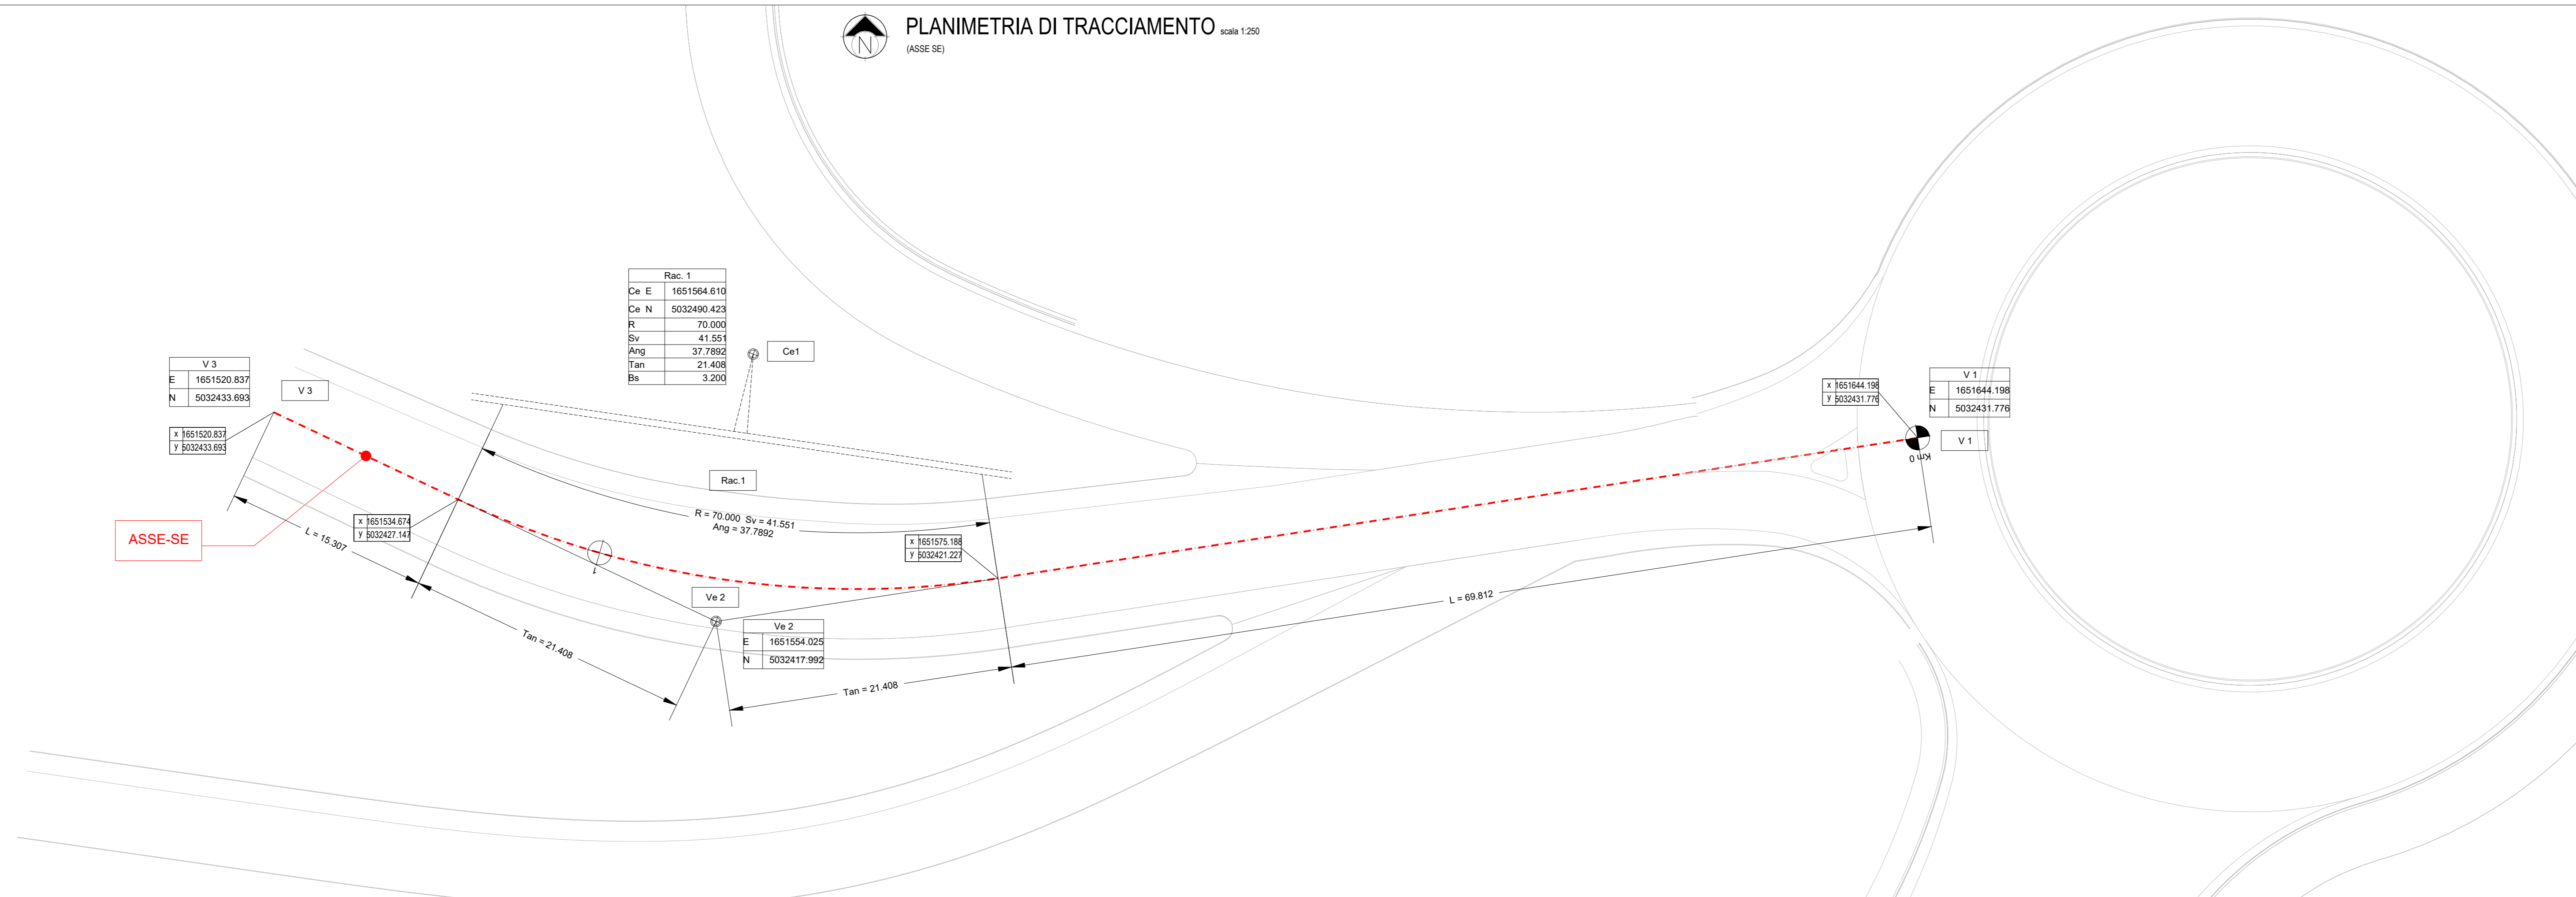 PLANIMETRIA DI TRACCIAMENTO scala 1:250
(ASSE SE)
N
Rac. 1
Ce E 1651564.610
Ce N 5032490.423
R 70.000
Sv 41.551
Ang 37.7892
Tan 21.408
Bs 3.200
Ce1
V 3
E 1651520.837
N 5032433.693
V 3
x 1651520.837
y 5032433.693
V 1
E 1651644.198
N 5032431.776
x 1651644.198
y 5032431.776
V 1
Km 0
Rac.1
R = 70.000 Sv = 41.551
Ang = 37.7892
x 1651534.674
y 5032427.147
L = 15.307
ASSE-SE
x 1651575.188
y 5032421.227
1
Ve 2
Ve 2
E 1651554.025
N 5032417.992
L = 69.812
Tan = 21.408
Tan = 21.408